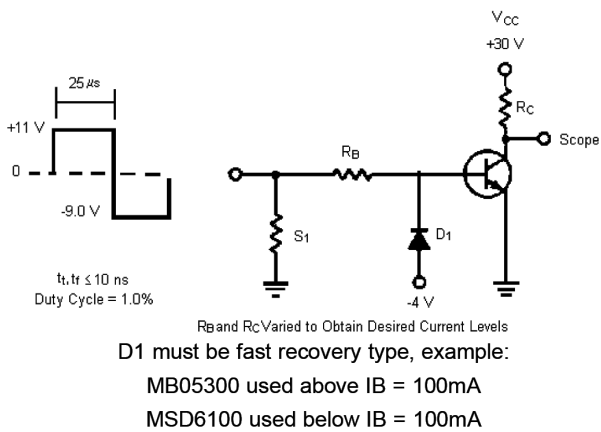 VCC
+30 V
25 µs
RC
+11 V
Scope
RB
0
-9.0 V
S1
D1
tr, tf ≤ 10 ns
Duty Cycle = 1.0%
-4 V
RB and RC Varied to Obtain Desired Current Levels
D1 must be fast recovery type, example:
MB05300 used above IB = 100mA
MSD6100 used below IB = 100mA